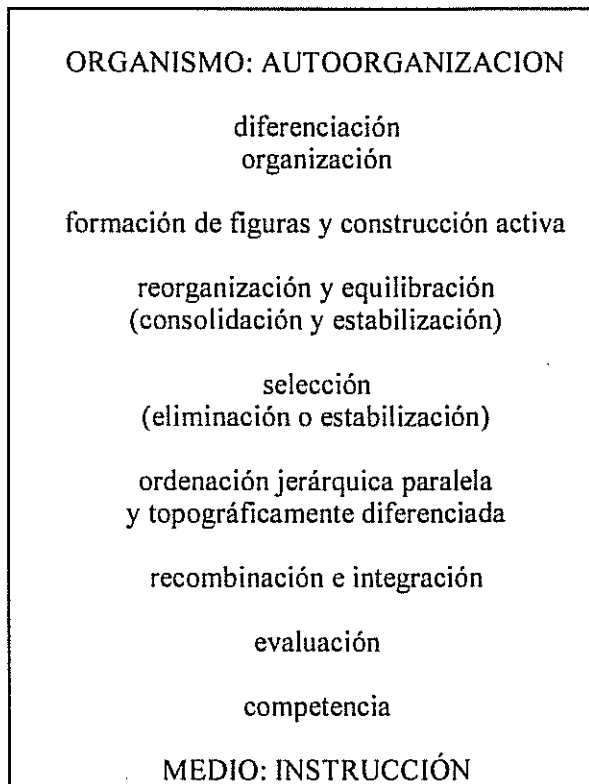 ORGANISMO: AUTOORGANIZACION
diferenciación
organización
formación de figuras y construcción activa
reorganización y equilibración
(consolidación y estabilización)
selección
(eliminación o estabilización)
ordenación jerárquica paralela
y topográficamente diferenciada
recombinación e integración
evaluación
competencia
MEDIO: INSTRUCCIÓN